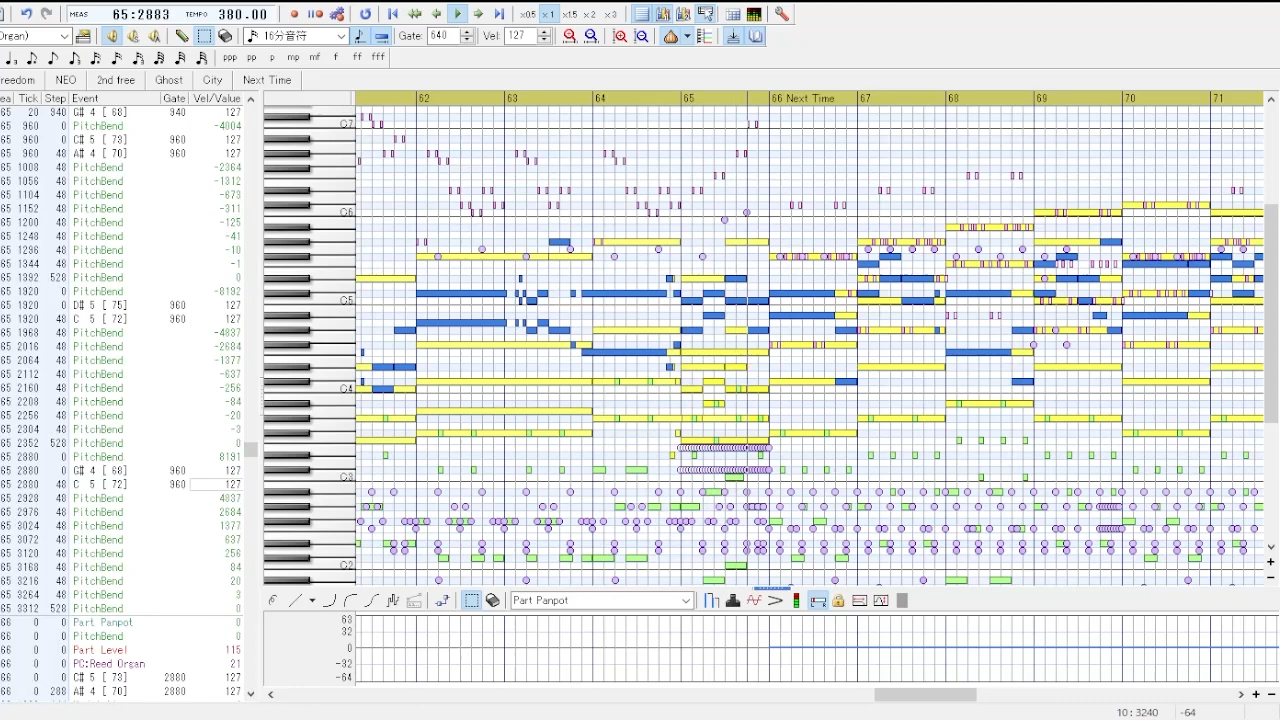 MEAS 65:2883 TEMPO 380.00 x0.5 x1 x1.5 x2 x3
Organ) 16分音符 Gate: 640 Vel: 127
ppp pp p mp mf f ff fff
reedom NEO 2nd free Ghost City Next Time
ea Tick Step Event Gate Vel/Value
65 20 940 G# 4 [ 68] 940 127
65 960 0 PitchBend -4004
65 960 0 C# 5 [ 73] 960 127
65 960 48 A# 4 [ 70] 960 127
65 1008 48 PitchBend -2364
65 1056 48 PitchBend -1312
65 1104 48 PitchBend -673
65 1152 48 PitchBend -311
65 1200 48 PitchBend -125
65 1248 48 PitchBend -41
65 1296 48 PitchBend -10
65 1344 48 PitchBend -1
65 1392 528 PitchBend 0
65 1920 0 PitchBend -8192
65 1920 0 D# 5 [ 75] 960 127
65 1920 48 C 5 [ 72] 960 127
65 1968 48 PitchBend -4837
65 2016 48 PitchBend -2684
65 2064 48 PitchBend -1377
65 2112 48 PitchBend -637
65 2160 48 PitchBend -256
65 2208 48 PitchBend -84
65 2256 48 PitchBend -20
65 2304 48 PitchBend -3
65 2352 528 PitchBend 0
65 2880 0 PitchBend 8191
65 2880 0 G# 4 [ 68] 960 127
65 2880 48 C 5 [ 72] 960 127
65 2928 48 PitchBend 4837
65 2976 48 PitchBend 2684
65 3024 48 PitchBend 1377
65 3072 48 PitchBend 637
65 3120 48 PitchBend 256
65 3168 48 PitchBend 84
65 3216 48 PitchBend 20
65 3264 48 PitchBend 3
65 3312 528 PitchBend 0
66 0 0 Part Panpot 0
66 0 0 PitchBend 0
66 0 0 Part Level 115
66 0 0 PC:Reed Organ 21
66 0 0 C# 5 [ 73] 2880 127
66 0 288 A# 4 [ 70] 2880 127
62 63 64 65 66 Next Time 67 68 69 70 71
C7
C6
C5
C4
C3
C2
Part Panpot
63
32
0
-32
-64
10: 3240 -64